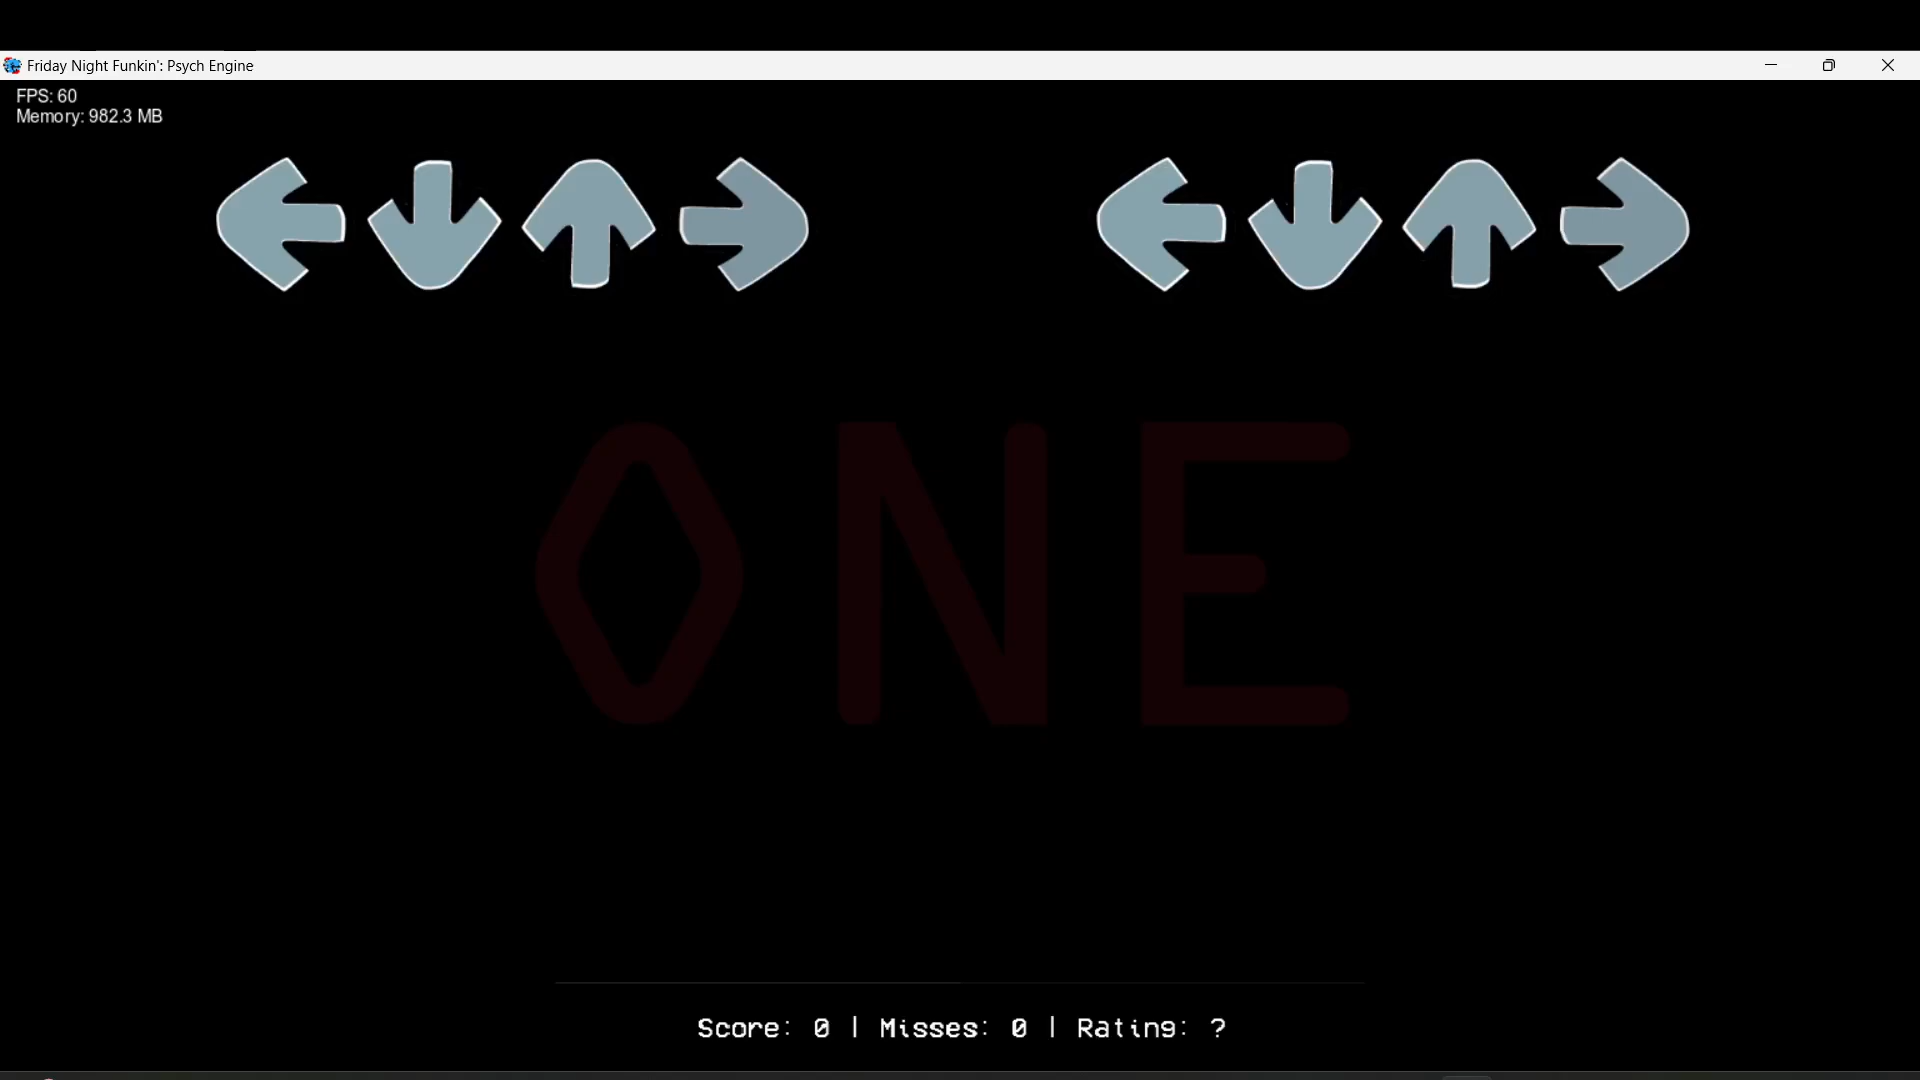 Friday Night Funkin': Psych Engine
FPS: 60
Memory: 982.3 MB
ONE
Score: 0 | Misses: 0 | Rating: ?